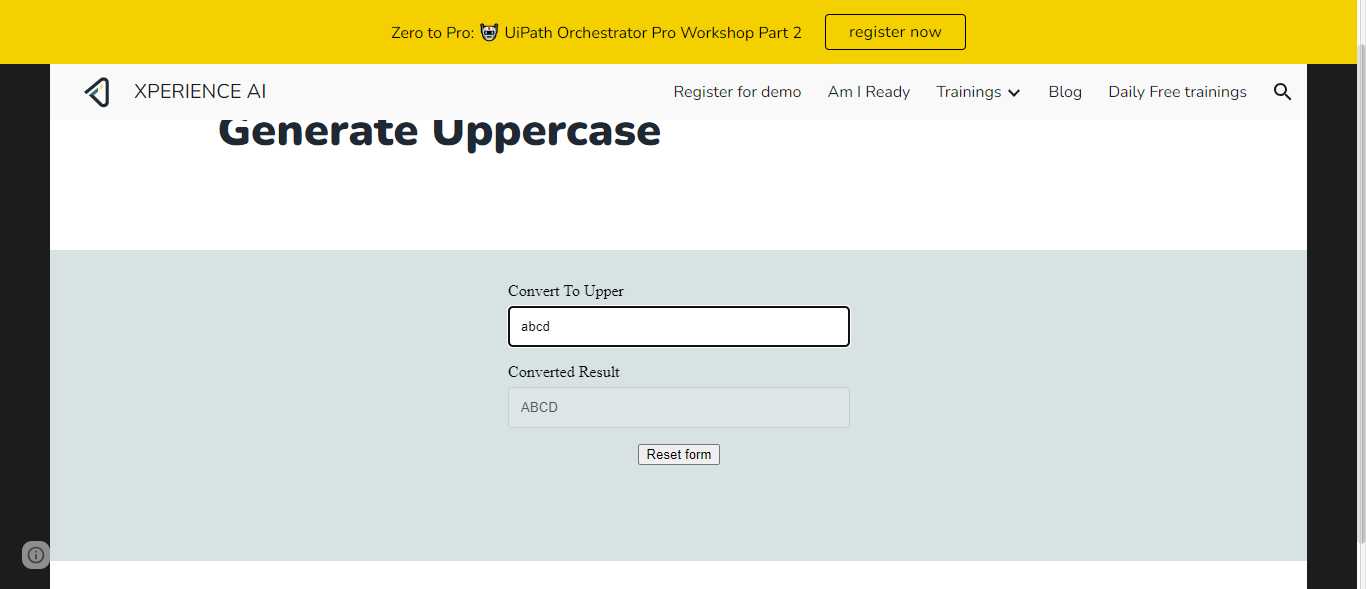 Zero to Pro: UiPath Orchestrator Pro Workshop Part 2 register now
XPERIENCE AI Register for demo Am I Ready Trainings Blog Daily Free trainings
Generate Uppercase
Convert To Upper
abcd
Converted Result
ABCD
Reset form